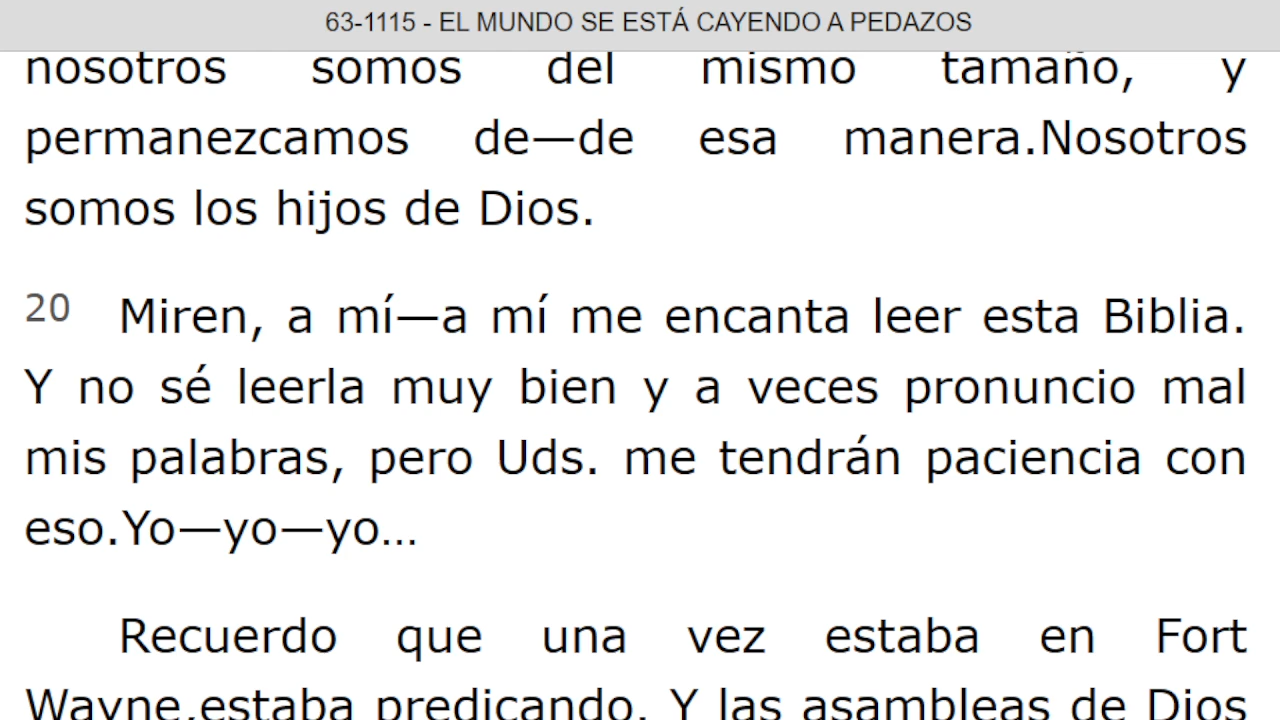 63-1115 - EL MUNDO SE ESTÁ CAYENDO A PEDAZOS
nosotros somos del mismo tamaño, y
permanezcamos de—de esa manera.Nosotros
somos los hijos de Dios.
20 Miren, a mí—a mí me encanta leer esta Biblia.
Y no sé leerla muy bien y a veces pronuncio mal
mis palabras, pero Uds. me tendrán paciencia con
eso.Yo—yo—yo...
Recuerdo que una vez estaba en Fort
Wayne,estaba predicando. Y las asambleas de Dios